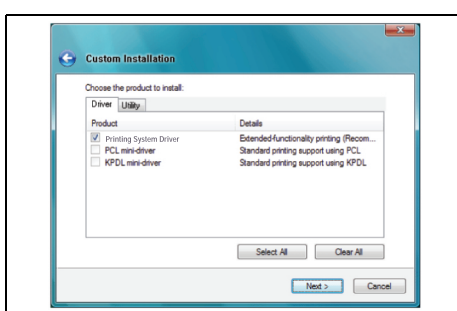 Custom Installation
Choose the product to install:
Driver Utility
Product Details
Printing System Driver Extended-functionality printing (Recom...
PCL mini-driver Standard printing support using PCL
KPDL mini-driver Standard printing support using KPDL
Select All Clear All
Next > Cancel